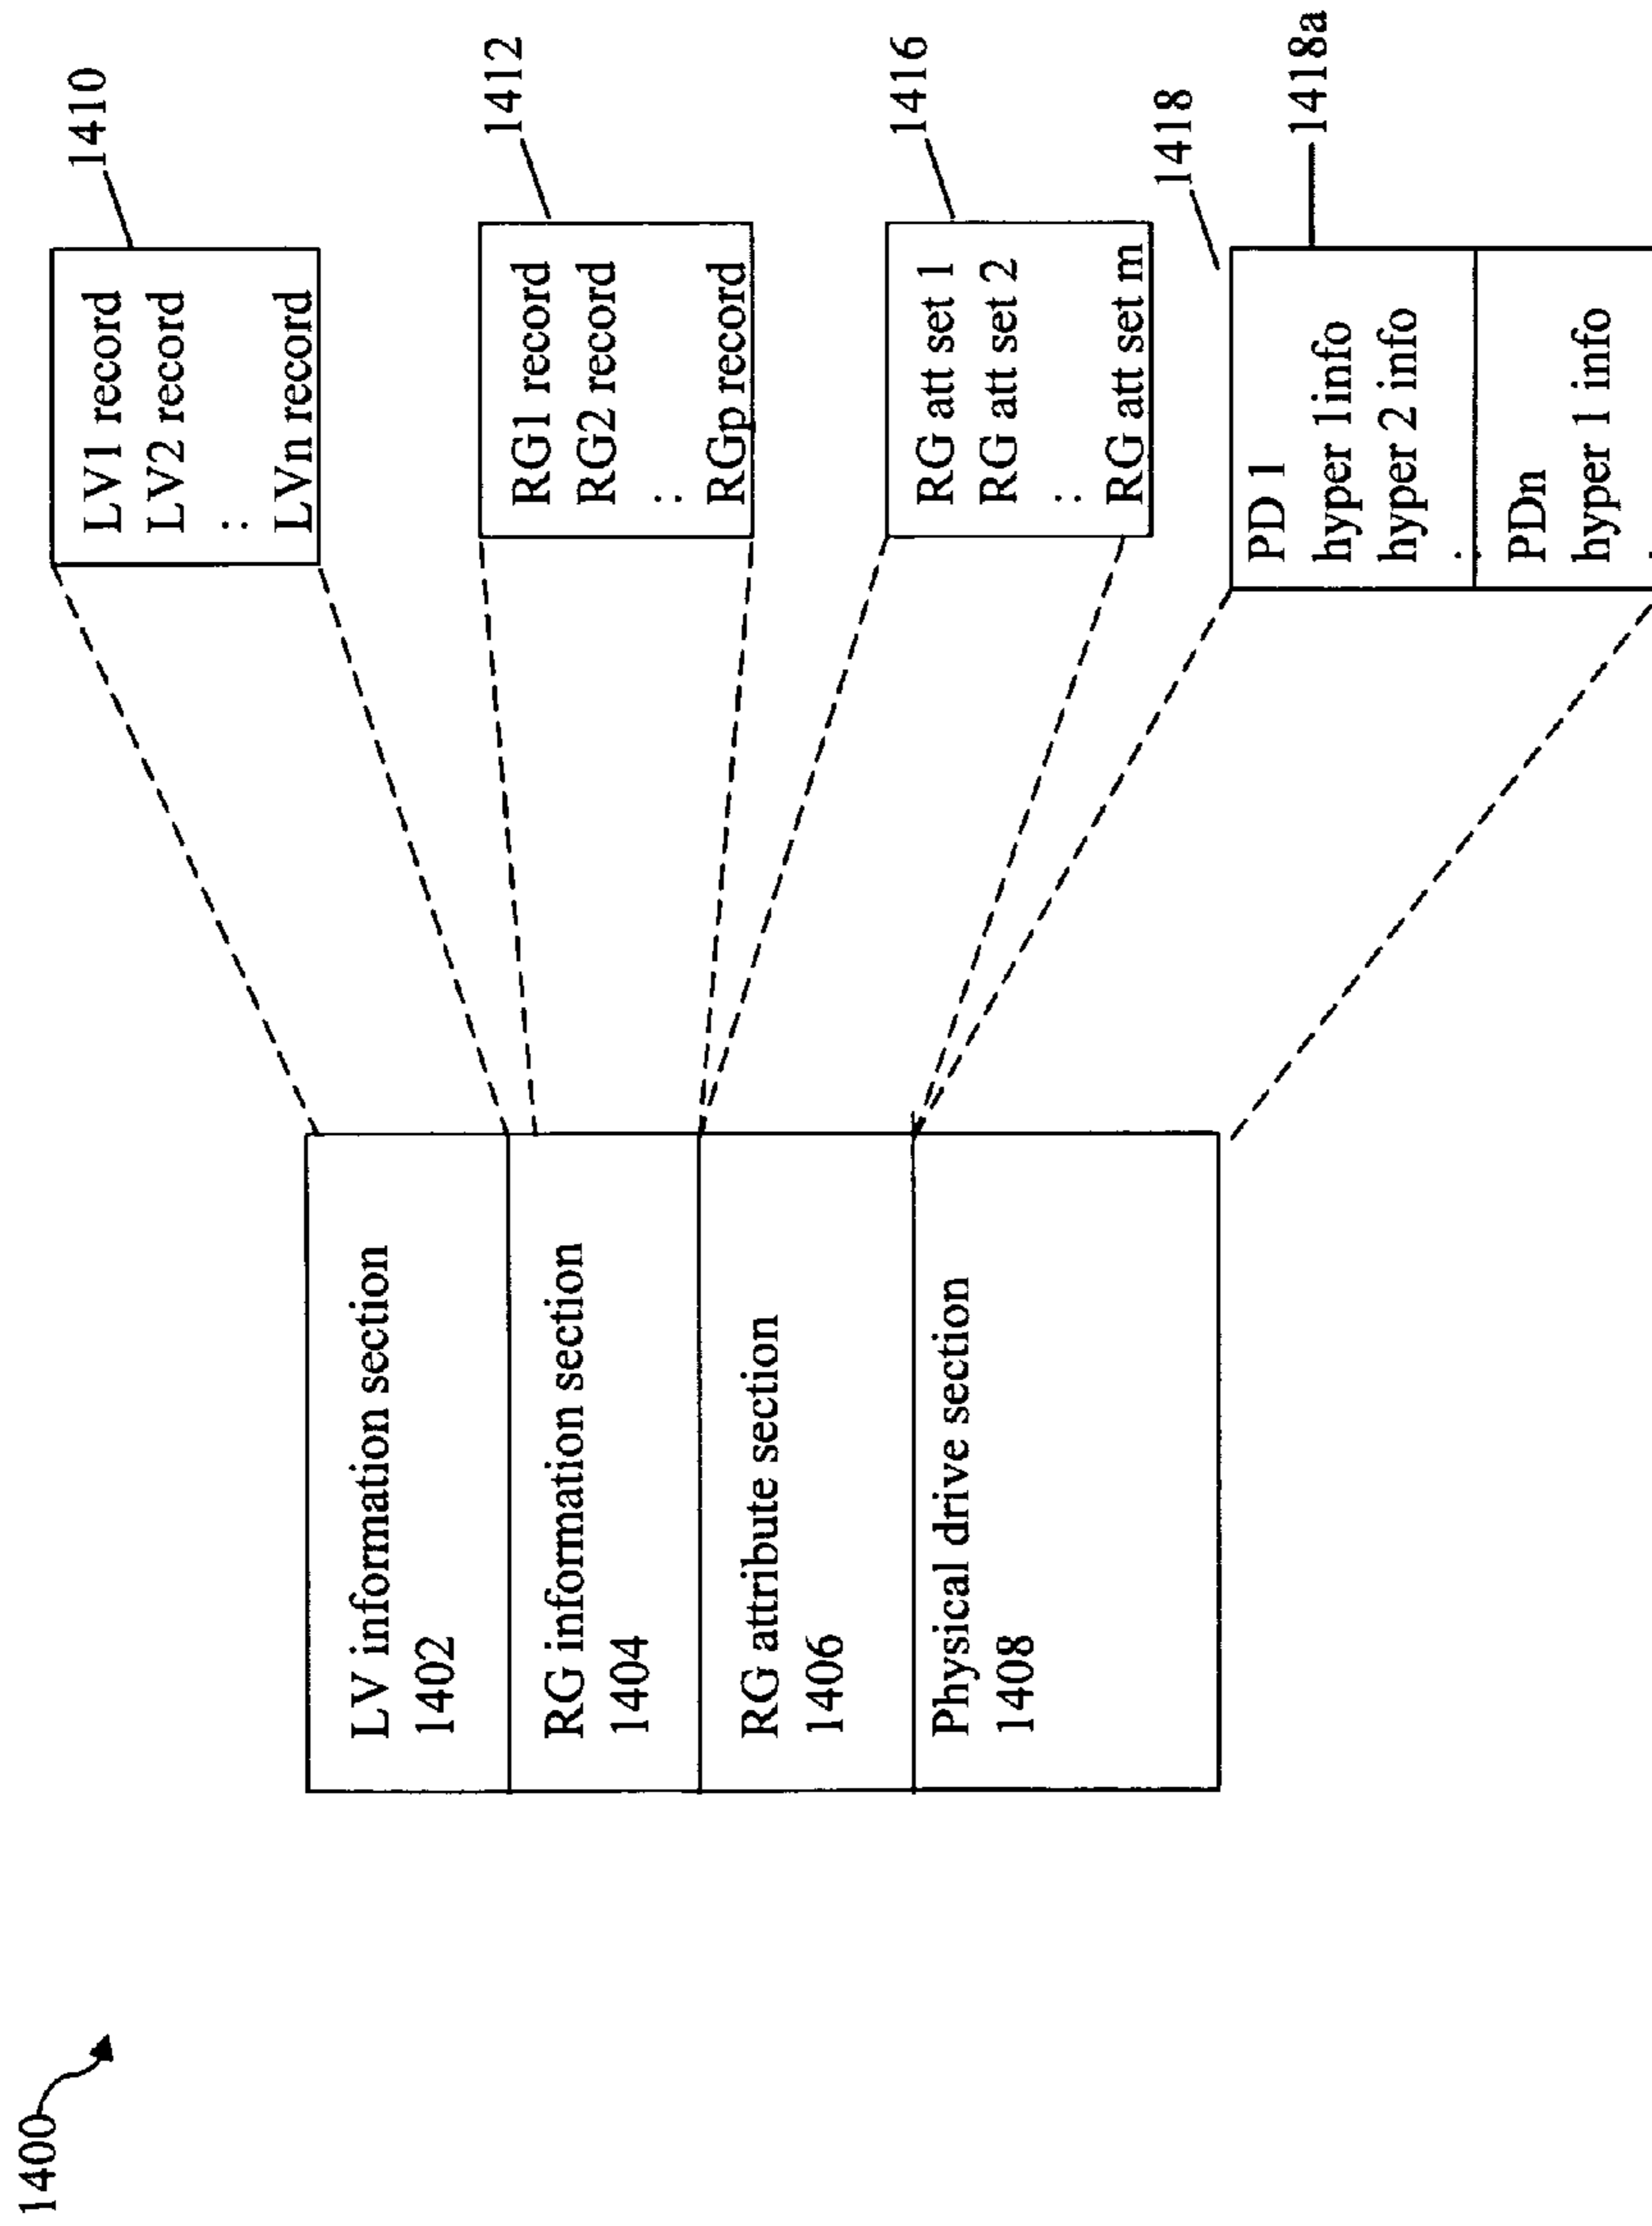 1400
LV information section
1402
RG information section
1404
RG attribute section
1406
Physical drive section
1408
1410
LV1 record
LV2 record
:
LVn record
1412
RG1 record
RG2 record
:
RGp record
1416
RG att set 1
RG att set 2
:
RG att set m
1418
1418a
PD 1
hyper 1info
hyper 2 info
:
PDn
hyper 1 info